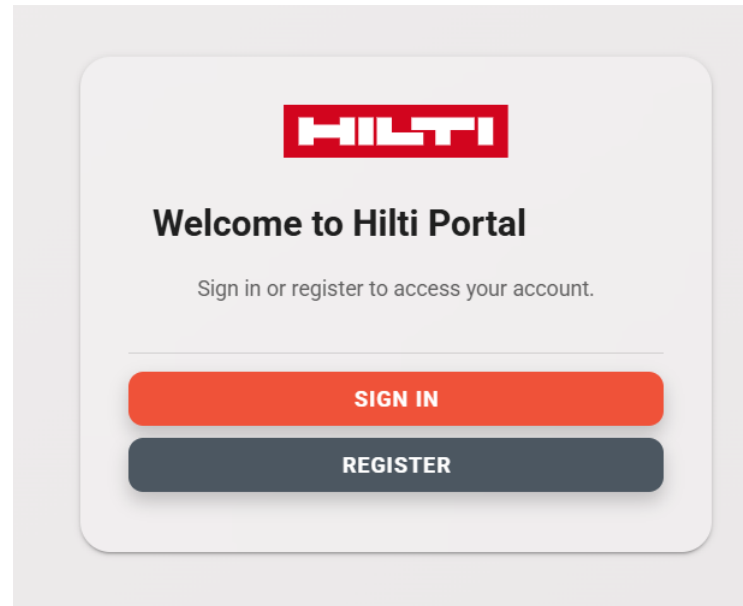 HILTI
Welcome to Hilti Portal
Sign in or register to access your account.
SIGN IN
REGISTER